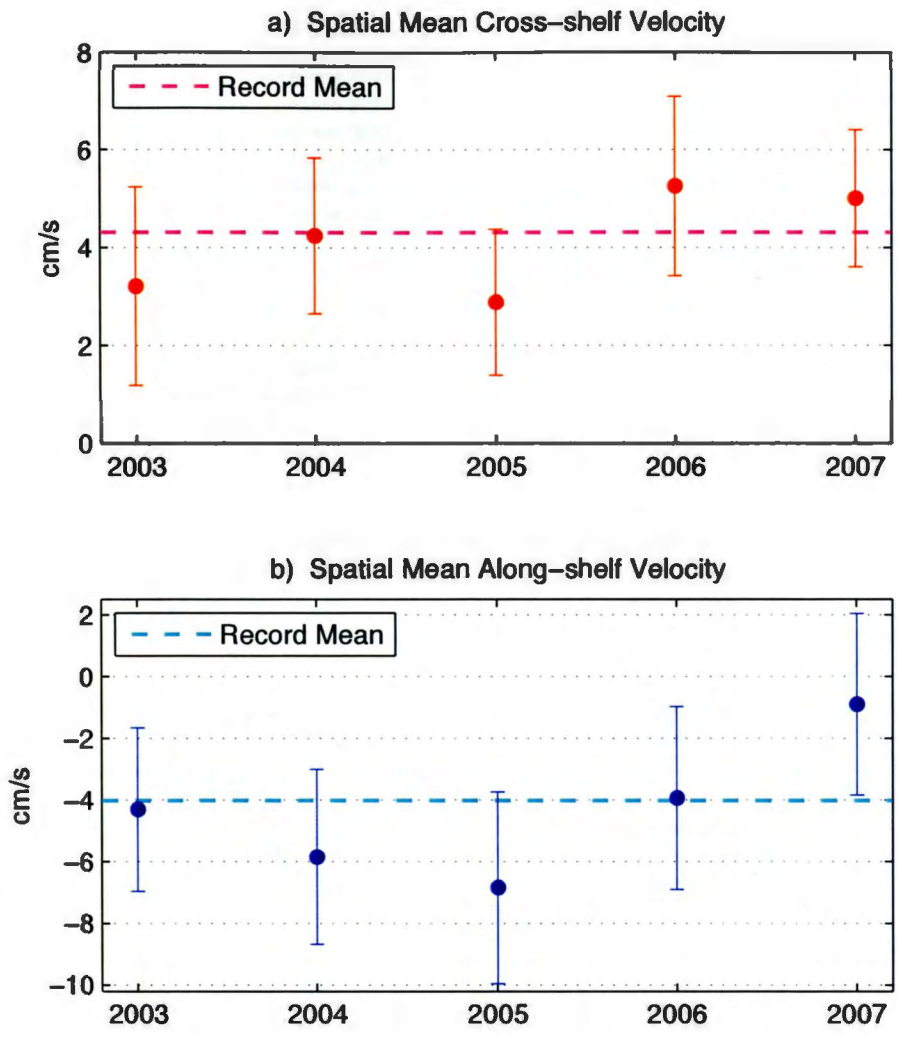 a) Spatial Mean Cross-shelf Velocity
8
6
4
2
0
cm/s
Record Mean
2003 2004 2005 2006 2007
b) Spatial Mean Along-shelf Velocity
2
0
-2
-4
-6
-8
-10
cm/s
Record Mean
2003 2004 2005 2006 2007